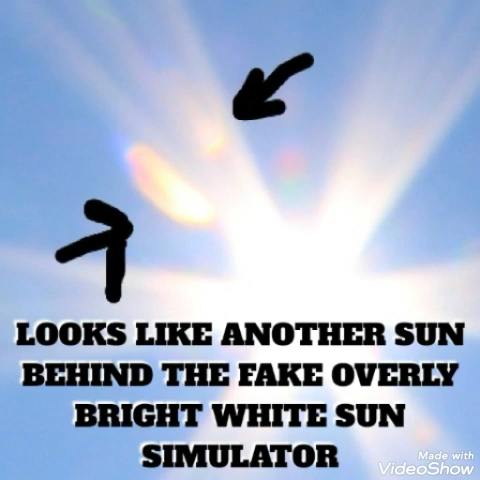 LOOKS LIKE ANOTHER SUN
BEHIND THE FAKE OVERLY
BRIGHT WHITE SUN
SIMULATOR
Made with
VideoShow